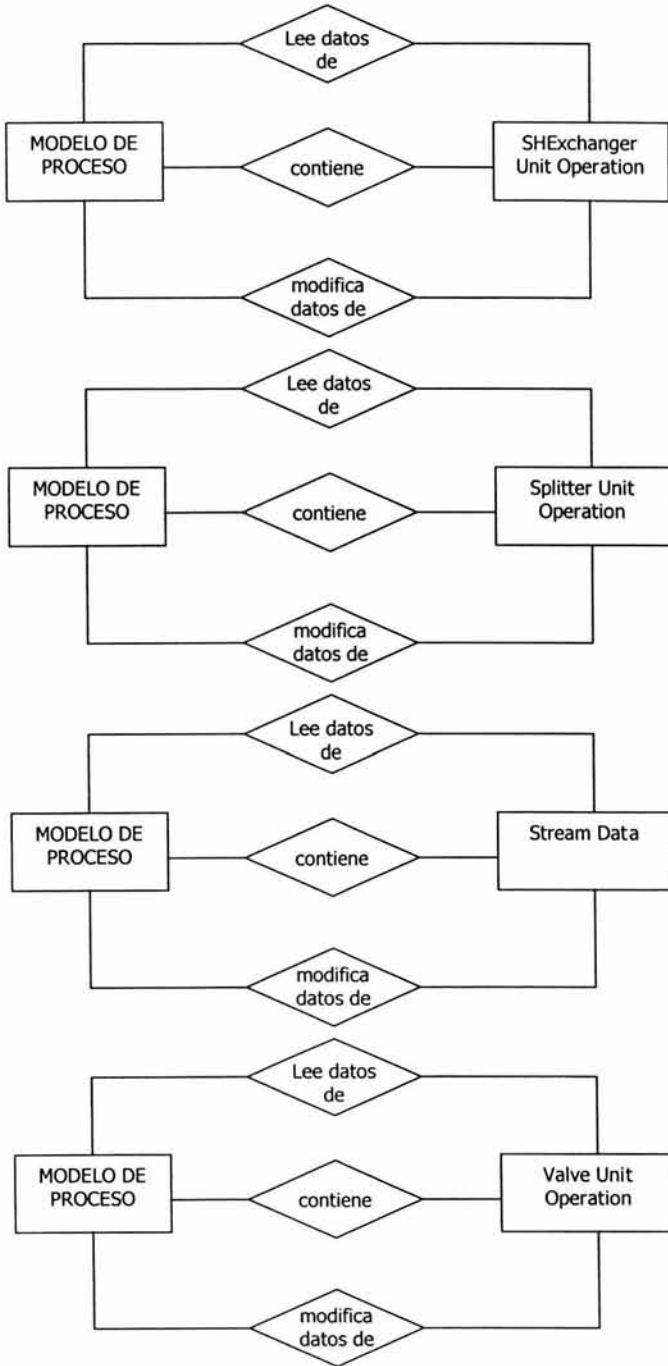 Lee datos
de
MODELO DE
PROCESO
contiene
SHExchanger
Unit Operation
modifica
datos de
Lee datos
de
MODELO DE
PROCESO
contiene
Splitter Unit
Operation
modifica
datos de
Lee datos
de
MODELO DE
PROCESO
contiene
Stream Data
modifica
datos de
Lee datos
de
MODELO DE
PROCESO
contiene
Valve Unit
Operation
modifica
datos de